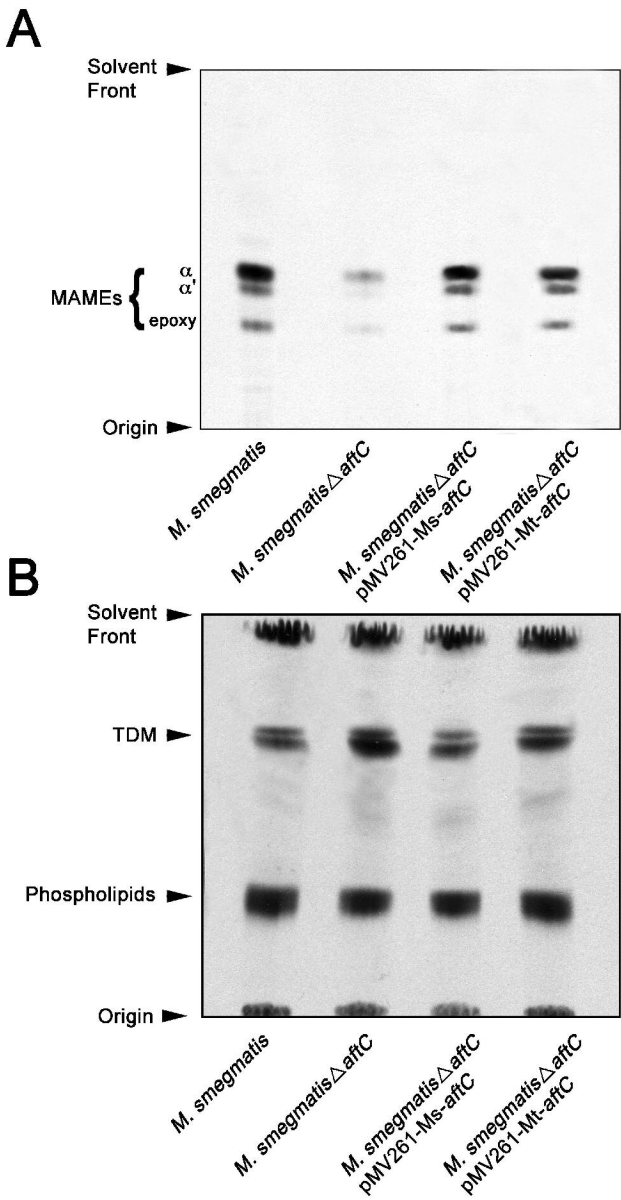 A
Solvent
Front
α
MAMEs
α'
epoxy
Origin
M. smegmatis
M. smegmatis△aftC
M. smegmatis△aftC
pMV261-Ms-aftC
M. smegmatis△aftC
pMV261-Mt-aftC
B
Solvent
Front
TDM
Phospholipids
Origin
M. smegmatis
M. smegmatis△aftC
M. smegmatis△aftC
pMV261-Ms-aftC
M. smegmatis△aftC
pMV261-Mt-aftC